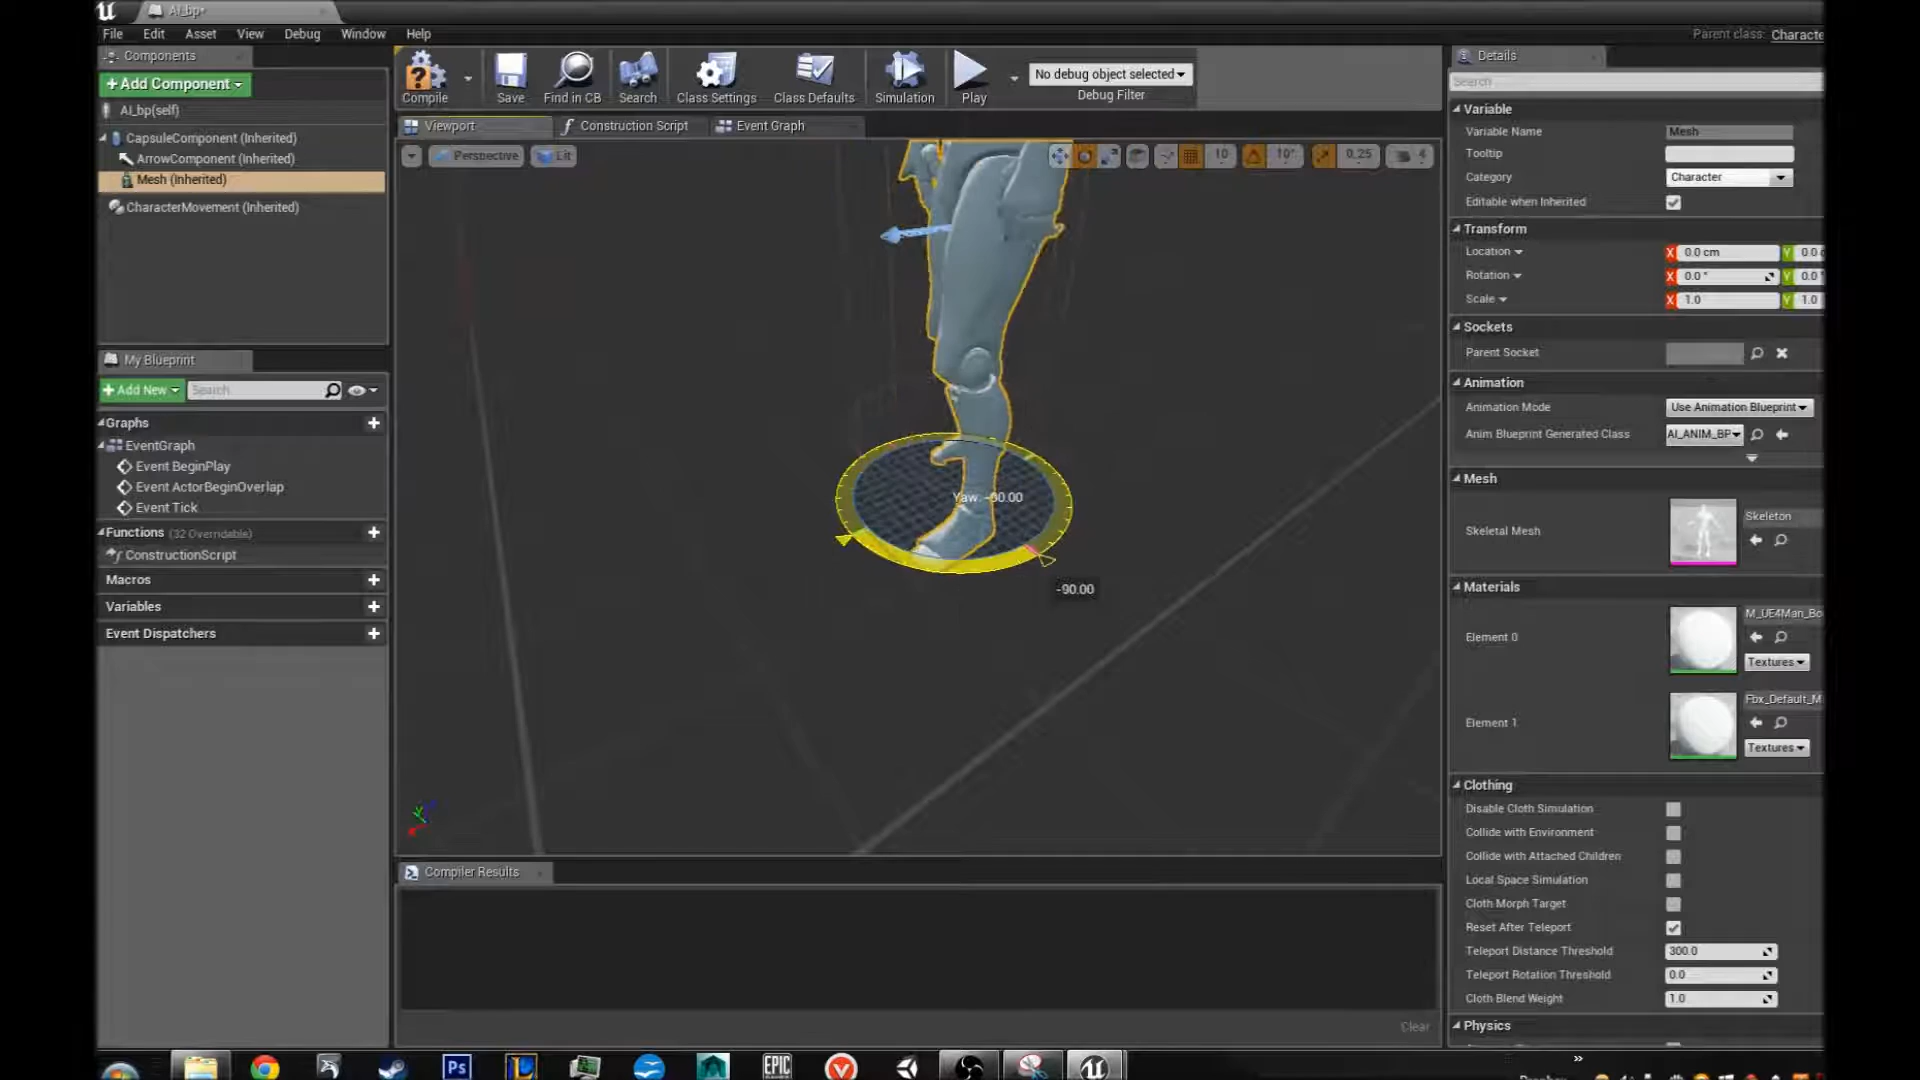 AI_bp*
File Edit Asset View Debug Window Help
Parent class: Characte
Components
+Add Component
AI_bp(self)
CapsuleComponent (Inherited)
ArrowComponent (Inherited)
Mesh (Inherited)
CharacterMovement (Inherited)
Compile
Save
Find in CB
Search
Class Settings
Class Defaults
Simulation
Play
No debug object selected
Debug Filter
Viewport
Construction Script
Event Graph
Perspective
Lit
10
10°
0.25
4
Yaw: -90.00
-90.00
My Blueprint
+Add New
Search
Graphs
EventGraph
Event BeginPlay
Event ActorBeginOverlap
Event Tick
Functions (32 Overridable)
ConstructionScript
Macros
Variables
Event Dispatchers
Compiler Results
Clear
Details
Search
Variable
Variable Name Mesh
Tooltip
Category Character
Editable when Inherited
Transform
Location X 0.0 cm Y 0.0
Rotation X 0.0 ° Y 0.0
Scale X 1.0 Y 1.0
Sockets
Parent Socket
Animation
Animation Mode Use Animation Blueprint
Anim Blueprint Generated Class AI_ANIM_BP
Mesh
Skeletal Mesh Skeleton
Materials
Element 0 M_UE4Man_Bo
Textures
Element 1 Fbx_Default_M
Textures
Clothing
Disable Cloth Simulation
Collide with Environment
Collide with Attached Children
Local Space Simulation
Cloth Morph Target
Reset After Teleport
Teleport Distance Threshold 300.0
Teleport Rotation Threshold 0.0
Cloth Blend Weight 1.0
Physics
Ps
L
EPIC
»